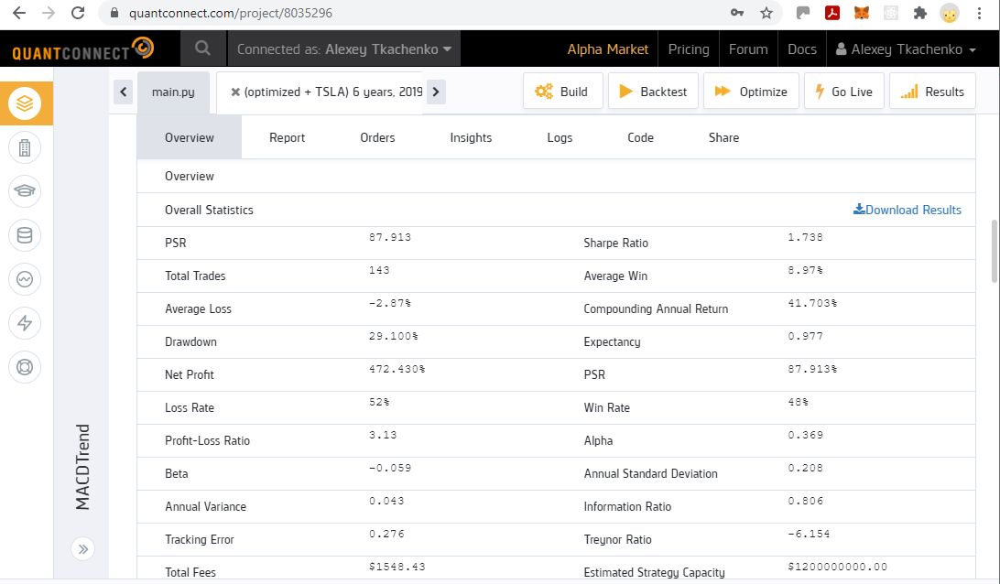 quantconnect.com/project/8035296
QUANTCONNECT
Connected as: Alexey Tkachenko
Alpha Market
Pricing
Forum
Docs
Alexey Tkachenko
main.py
(optimized + TSLA) 6 years, 2019
Build
Backtest
Optimize
Go Live
Results
Overview
Report
Orders
Insights
Logs
Code
Share
Overview
Overall Statistics
Download Results
PSR 87.913 Sharpe Ratio 1.738
Total Trades 143 Average Win 8.97%
Average Loss -2.87% Compounding Annual Return 41.703%
Drawdown 29.100% Expectancy 0.977
Net Profit 472.430% PSR 87.913%
Loss Rate 52% Win Rate 48%
Profit-Loss Ratio 3.13 Alpha 0.369
Beta -0.059 Annual Standard Deviation 0.208
Annual Variance 0.043 Information Ratio 0.806
Tracking Error 0.276 Treynor Ratio -6.154
Total Fees $1548.43 Estimated Strategy Capacity $1200000000.00
MACDTrend